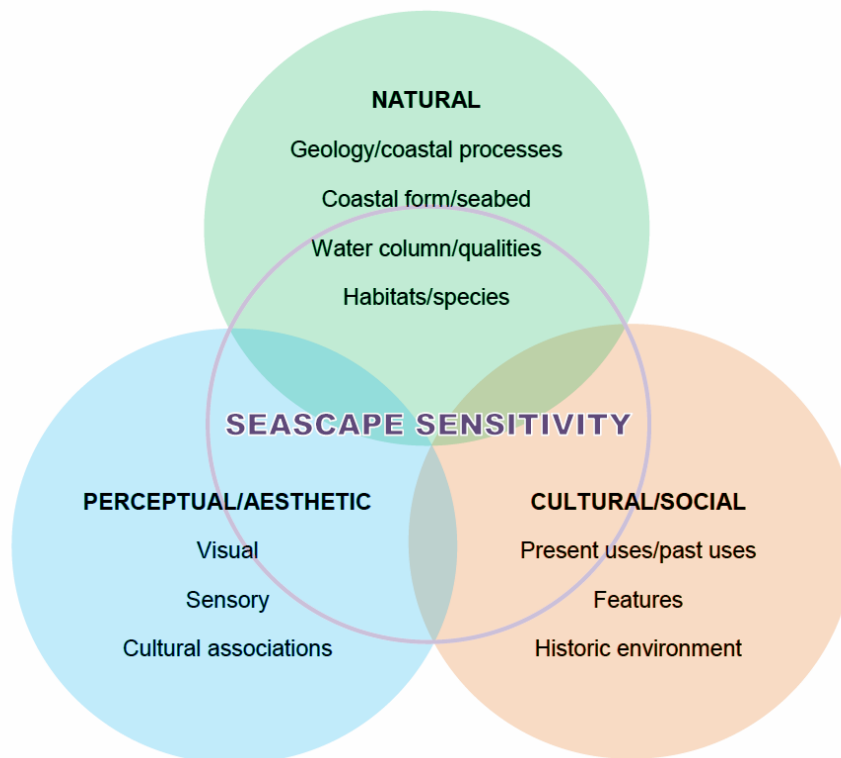 NATURAL
Geology/coastal processes
Coastal form/seabed
Water column/qualities
Habitats/species
SEASCAPE SENSITIVITY
PERCEPTUAL/AESTHETIC
Visual
Sensory
Cultural associations
CULTURAL/SOCIAL
Present uses/past uses
Features
Historic environment